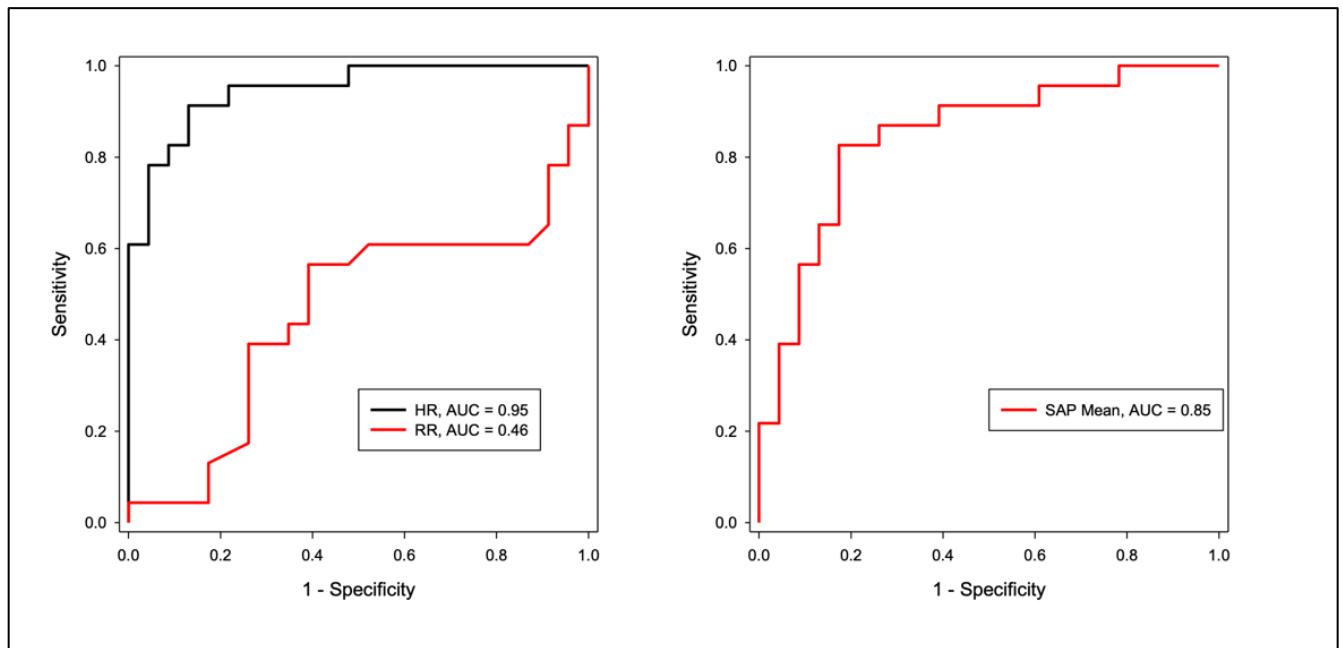 1.0
0.8
0.6
0.4
0.2
0.0
Sensitivity
HR, AUC = 0.95
RR, AUC = 0.46
0.0 0.2 0.4 0.6 0.8 1.0
1 - Specificity
1.0
0.8
0.6
0.4
0.2
0.0
Sensitivity
SAP Mean, AUC = 0.85
0.0 0.2 0.4 0.6 0.8 1.0
1 - Specificity